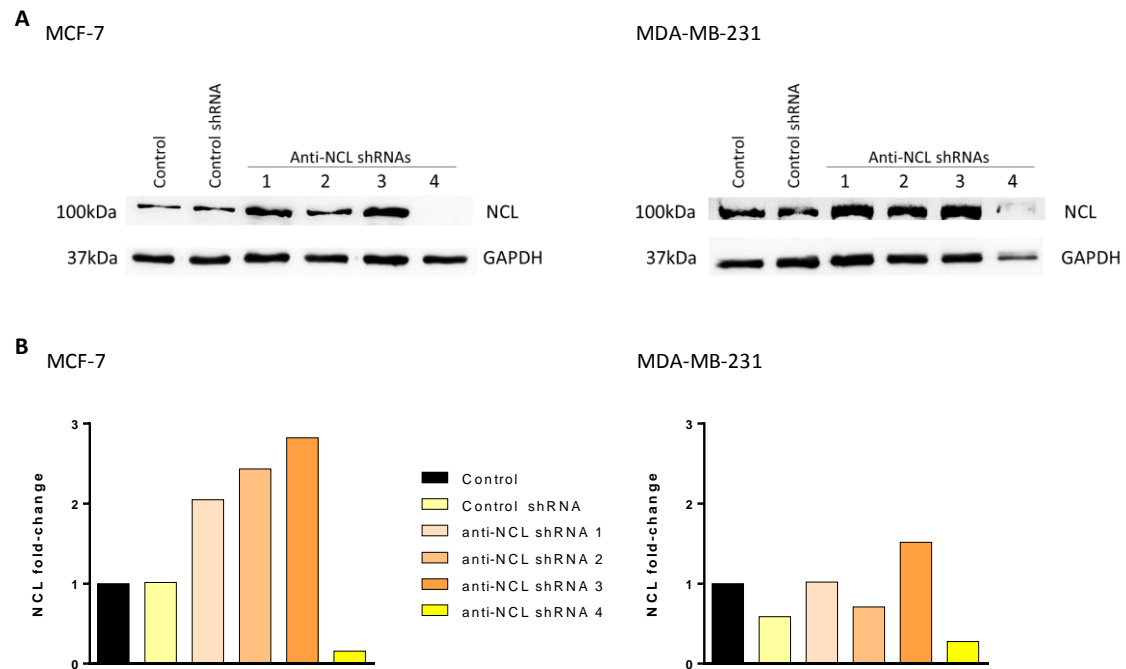 A
MCF-7
MDA-MB-231
Control
Control shRNA
Anti-NCL shRNAs
1 2 3 4
100kDa NCL
37kDa GAPDH
Control
Control shRNA
Anti-NCL shRNAs
1 2 3 4
100kDa NCL
37kDa GAPDH
B
MCF-7
MDA-MB-231
NCL fold-change
3
2
1
0
Control
Control shRNA
anti-NCL shRNA 1
anti-NCL shRNA 2
anti-NCL shRNA 3
anti-NCL shRNA 4
NCL fold-change
3
2
1
0